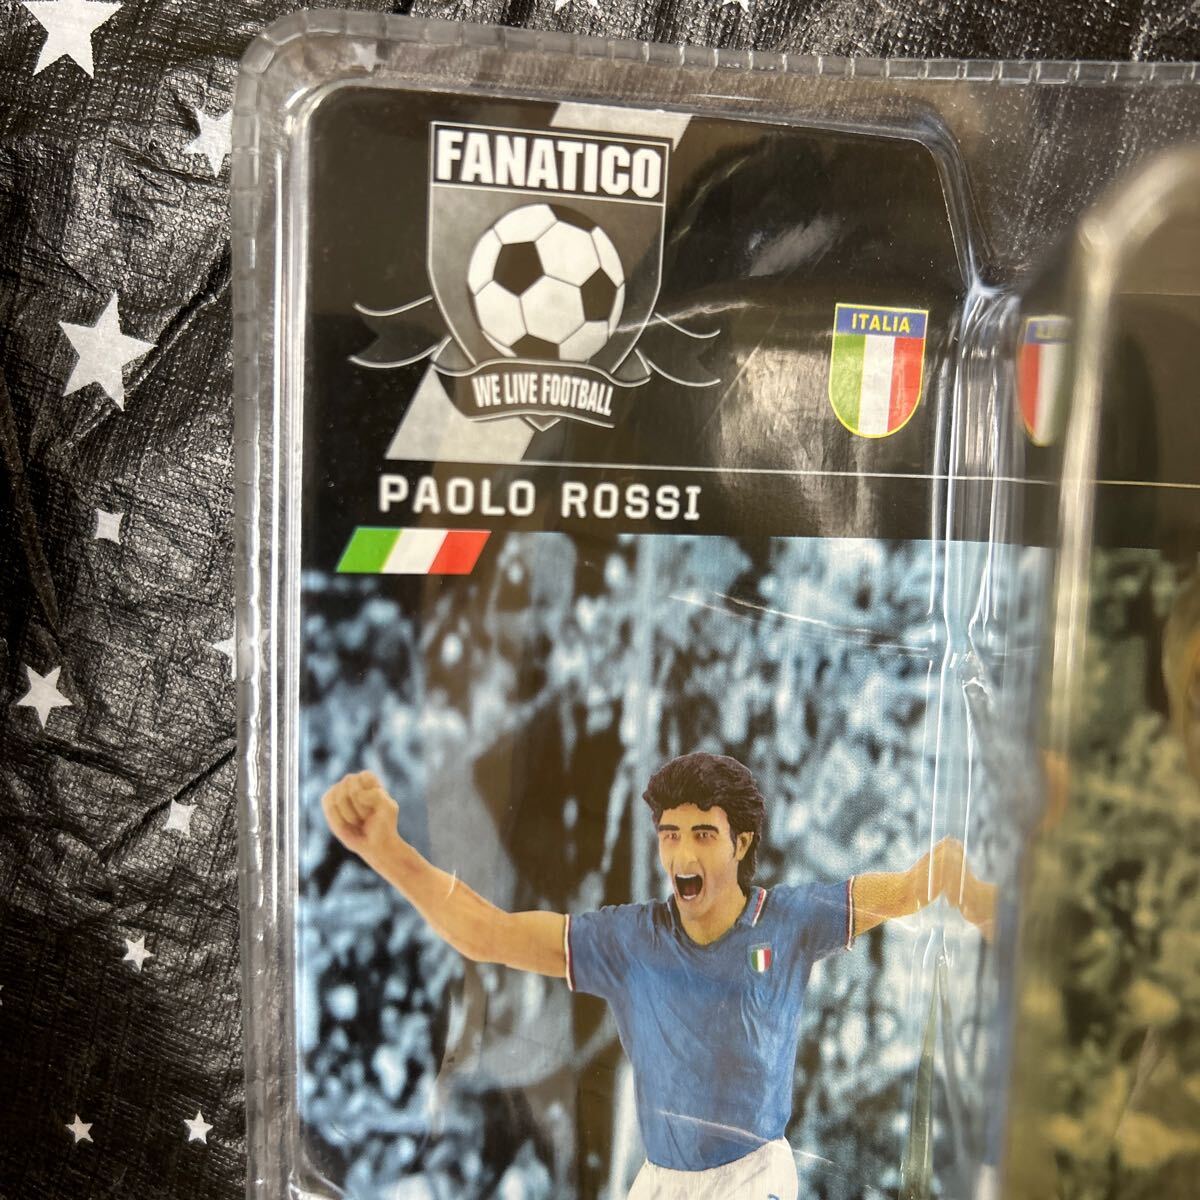 FANATICO
WE LIVE FOOTBALL
ITALIA
PAOLO ROSSI